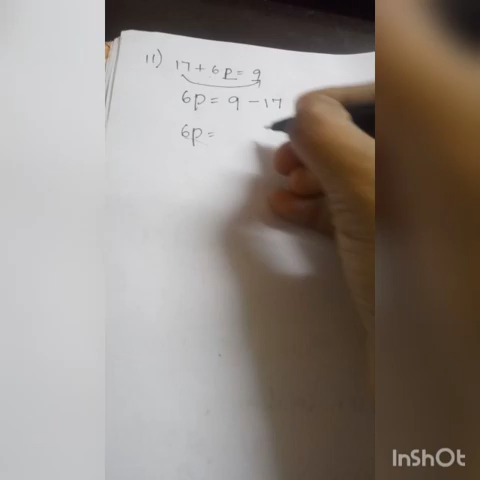 11) 17 + 6p = 9
6p = 9 - 17
6p =
InShOt